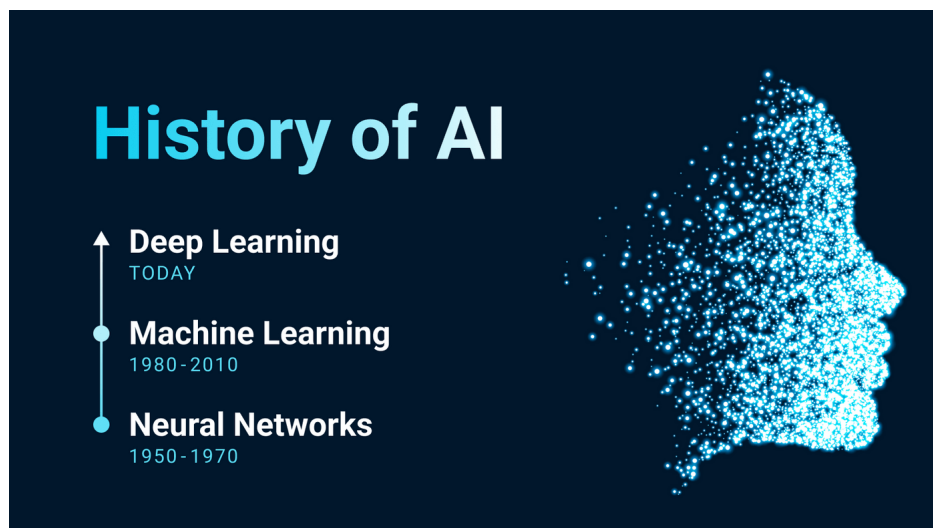 History of AI
Deep Learning
TODAY
Machine Learning
1980-2010
Neural Networks
1950-1970